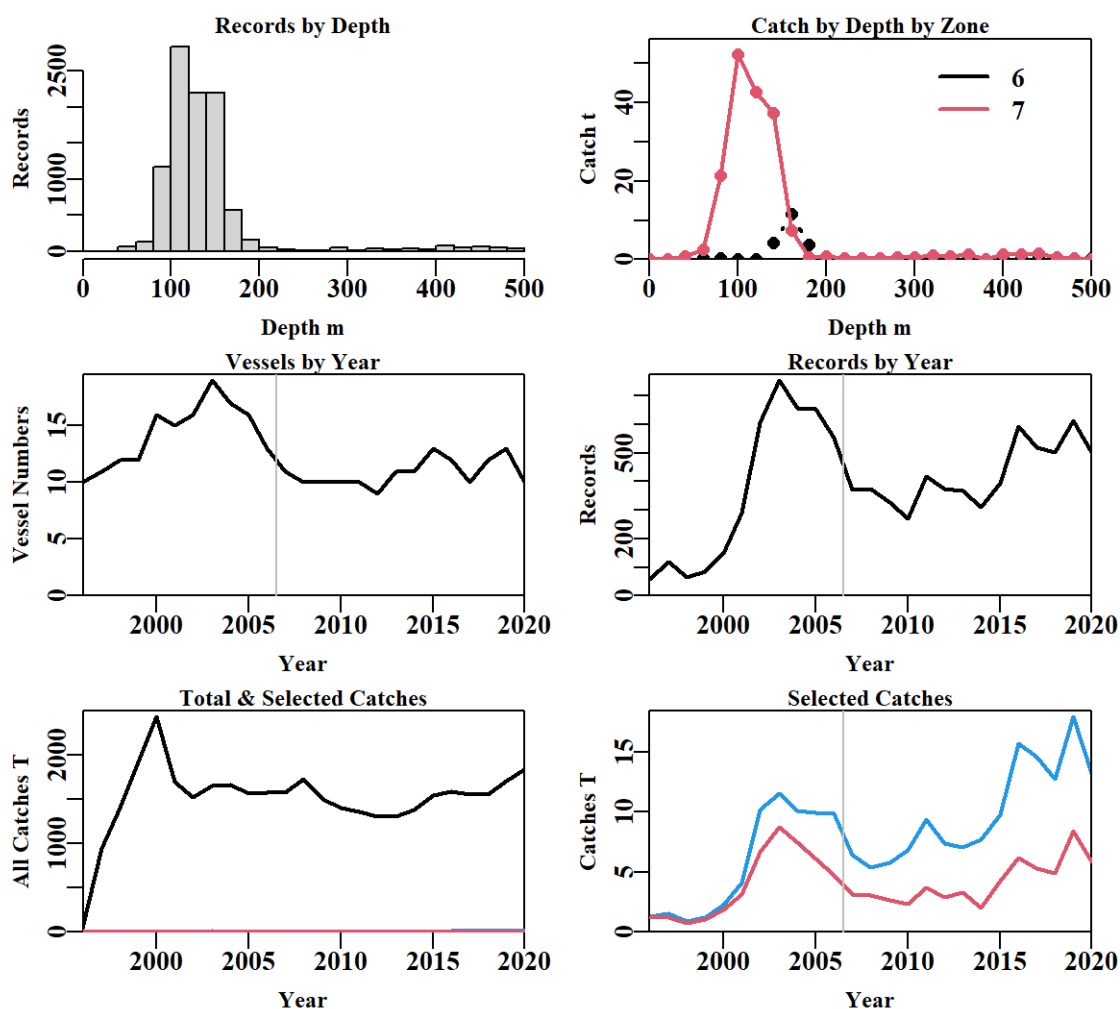 Records by Depth
Records
0 1000 2500
0 100 200 300 400 500
Depth m
Catch by Depth by Zone
Catch t
0 20 40
6
7
0 100 200 300 400 500
Depth m
Vessels by Year
Vessel Numbers
0 5 10 15
2000 2005 2010 2015 2020
Year
Records by Year
Records
0 200 500
2000 2005 2010 2015 2020
Year
Total & Selected Catches
All Catches T
0 1000 2000
2000 2005 2010 2015 2020
Year
Selected Catches
Catches T
0 5 10 15
2000 2005 2010 2015 2020
Year